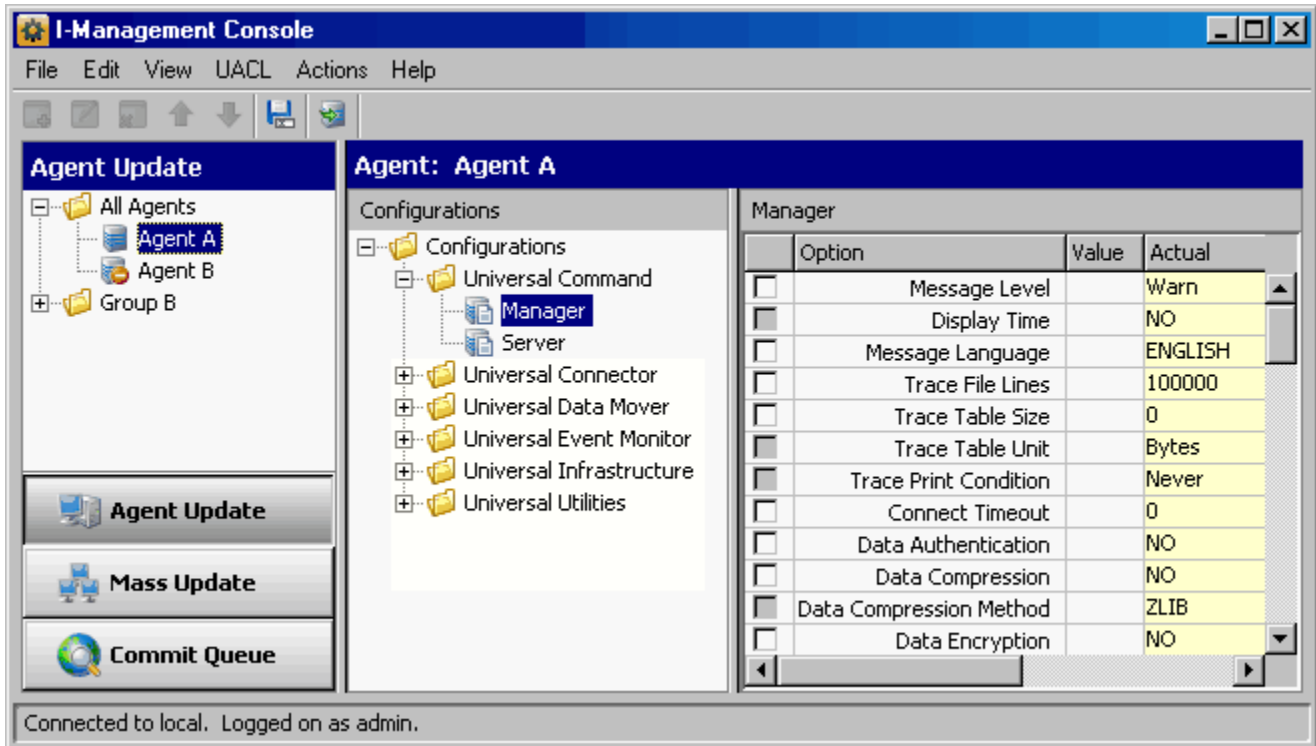 I-Management Console
File Edit View UACL Actions Help
Agent Update
All Agents
Agent A
Agent B
Group B
Agent Update
Mass Update
Commit Queue
Agent: Agent A
Configurations
Configurations
Universal Command
Manager
Server
Universal Connector
Universal Data Mover
Universal Event Monitor
Universal Infrastructure
Universal Utilities
Manager
Option Value Actual
Message Level Warn
Display Time NO
Message Language ENGLISH
Trace File Lines 100000
Trace Table Size 0
Trace Table Unit Bytes
Trace Print Condition Never
Connect Timeout 0
Data Authentication NO
Data Compression NO
Data Compression Method ZLIB
Data Encryption NO
Connected to local. Logged on as admin.